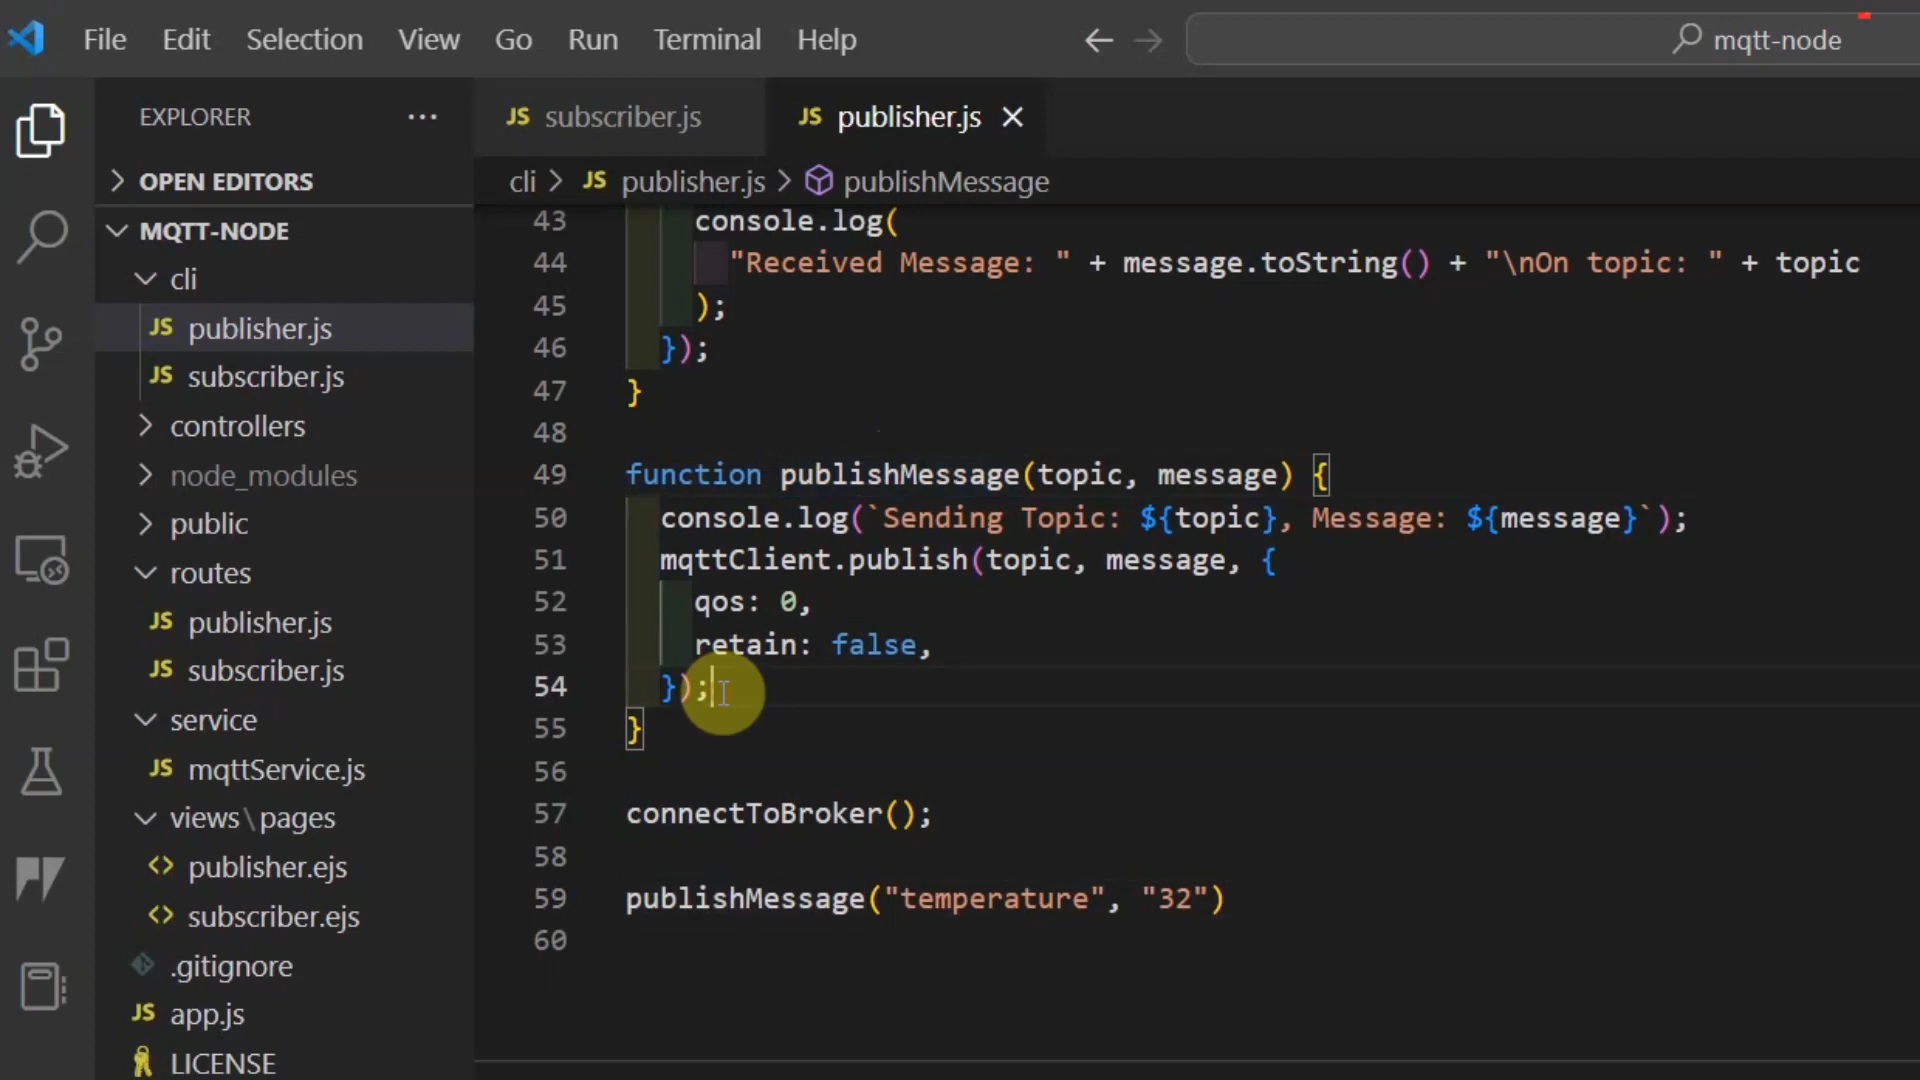 File Edit Selection View Go Run Terminal Help mqtt-node
EXPLORER ···
OPEN EDITORS
MQTT-NODE
cli
JS publisher.js
JS subscriber.js
controllers
node_modules
public
routes
JS publisher.js
JS subscriber.js
service
JS mqttService.js
views\pages
<> publisher.ejs
<> subscriber.ejs
.gitignore
JS app.js
LICENSE
JS subscriber.js JS publisher.js
cli > JS publisher.js > publishMessage
43 console.log(
44 "Received Message: " + message.toString() + "\nOn topic: " + topic
45 );
46 });
47 }
48
49 function publishMessage(topic, message) {
50 console.log(`Sending Topic: ${topic}, Message: ${message}`);
51 mqttClient.publish(topic, message, {
52 qos: 0,
53 retain: false,
54 });
55 }
56
57 connectToBroker();
58
59 publishMessage("temperature", "32")
60